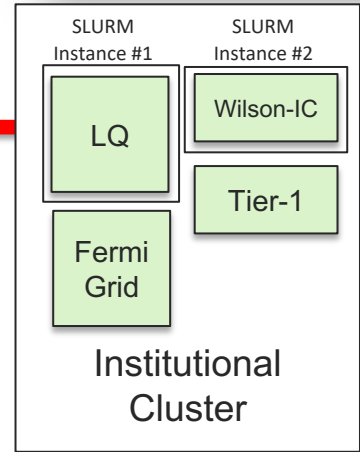 SLURM
Instance #1
SLURM
Instance #2
LQ
Wilson-IC
Tier-1
Fermi
Grid
Institutional
Cluster